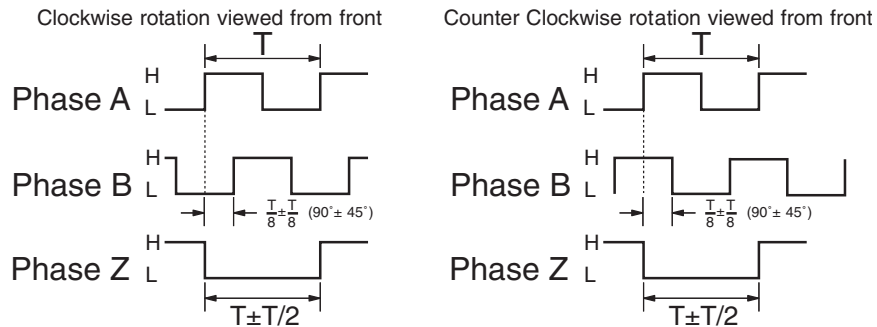 Clockwise rotation viewed from front
T
H
Phase A L
H
Phase B L
T/8±T/8 (90°± 45°)
H
Phase Z L
T±T/2
Counter Clockwise rotation viewed from front
T
H
Phase A L
H
Phase B L
T/8±T/8 (90°± 45°)
H
Phase Z L
T±T/2